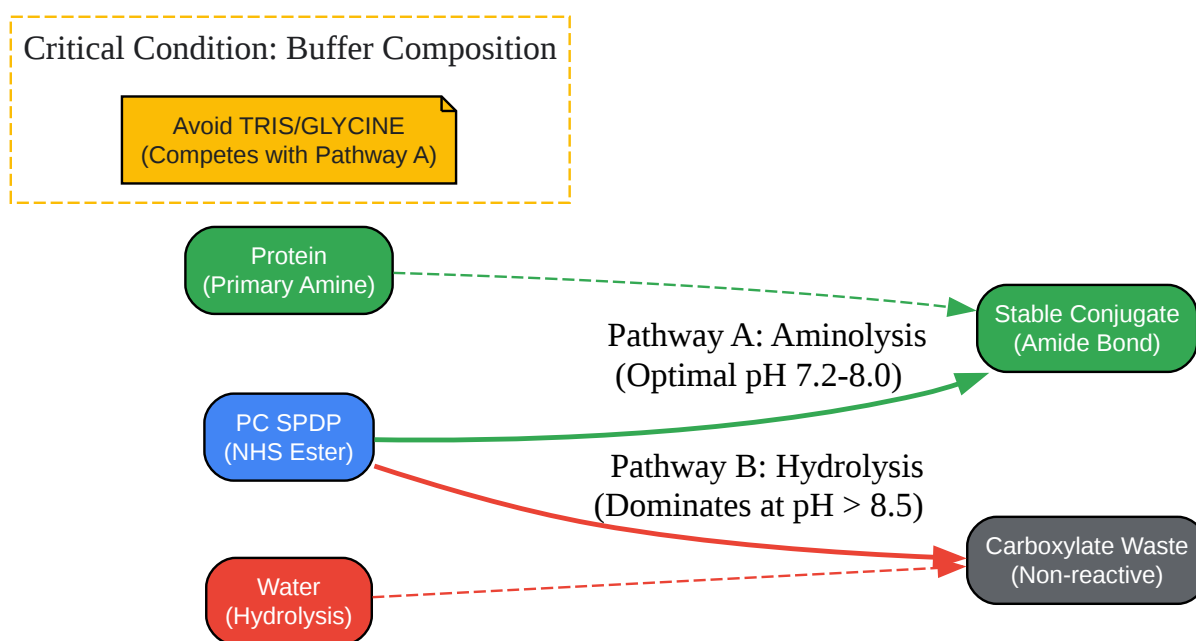 Critical Condition: Buffer Composition
Avoid TRIS/GLYCINE
(Competes with Pathway A)
Protein
(Primary Amine)
Stable Conjugate
(Amide Bond)
Pathway A: Aminolysis
(Optimal pH 7.2-8.0)
PC SPDP
(NHS Ester)
Pathway B: Hydrolysis
(Dominates at pH > 8.5)
Carboxylate Waste
(Non-reactive)
Water
(Hydrolysis)